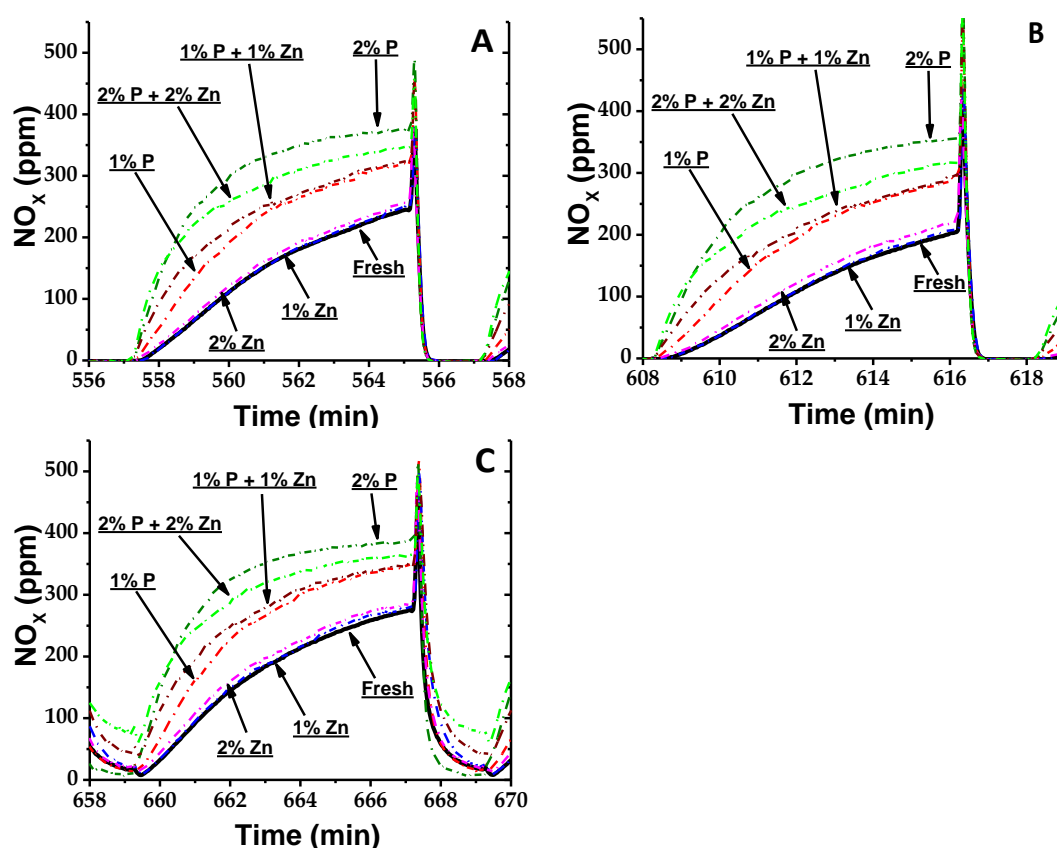 A
1% P + 1% Zn
2% P
2% P + 2% Zn
1% P
Fresh
1% Zn
2% Zn
NOX (ppm)
500
400
300
200
100
0
556 558 560 562 564 566 568
Time (min)
B
1% P + 1% Zn
2% P
2% P + 2% Zn
1% P
Fresh
1% Zn
2% Zn
NOX (ppm)
500
400
300
200
100
0
608 610 612 614 616 618
Time (min)
C
1% P + 1% Zn
2% P
2% P + 2% Zn
1% P
Fresh
1% Zn
2% Zn
NOX (ppm)
500
400
300
200
100
0
658 660 662 664 666 668 670
Time (min)